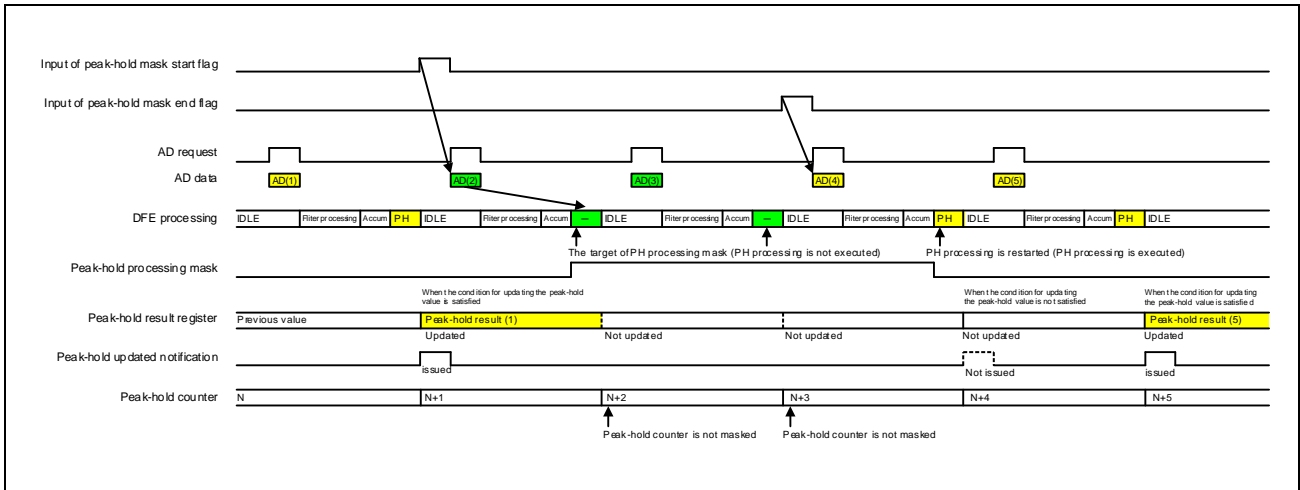 Input of peak-hold mask start flag
Input of peak-hold mask end flag
AD request
AD data AD(1) AD(2) AD(3) AD(4) AD(5)
DFE processing IDLE Filter processing Accum PH IDLE Filter processing Accum — IDLE Filter processing Accum — IDLE Filter processing Accum PH IDLE Filter processing Accum PH IDLE
The target of PH processing mask (PH processing is not executed) PH processing is restarted (PH processing is executed)
Peak-hold processing mask
When the condition for updating the peak-hold
value is satisfied
When the condition for updating
the peak-hold value is not satisfied
When the condition for updating
the peak-hold value is satisfied
Peak-hold result register Previous value Peak-hold result (1) Peak-hold result (5)
Updated Not updated Not updated Not updated Updated
Peak-hold updated notification
issued Not issued issued
Peak-hold counter N N+1 N+2 N+3 N+4 N+5
Peak-hold counter is not masked Peak-hold counter is not masked